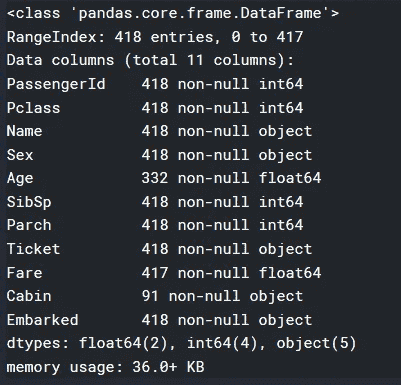 <class 'pandas.core.frame.DataFrame'>
RangeIndex: 418 entries, 0 to 417
Data columns (total 11 columns):
PassengerId    418 non-null int64
Pclass         418 non-null int64
Name           418 non-null object
Sex            418 non-null object
Age            332 non-null float64
SibSp          418 non-null int64
Parch          418 non-null int64
Ticket         418 non-null object
Fare           417 non-null float64
Cabin          91 non-null object
Embarked       418 non-null object
dtypes: float64(2), int64(4), object(5)
memory usage: 36.0+ KB